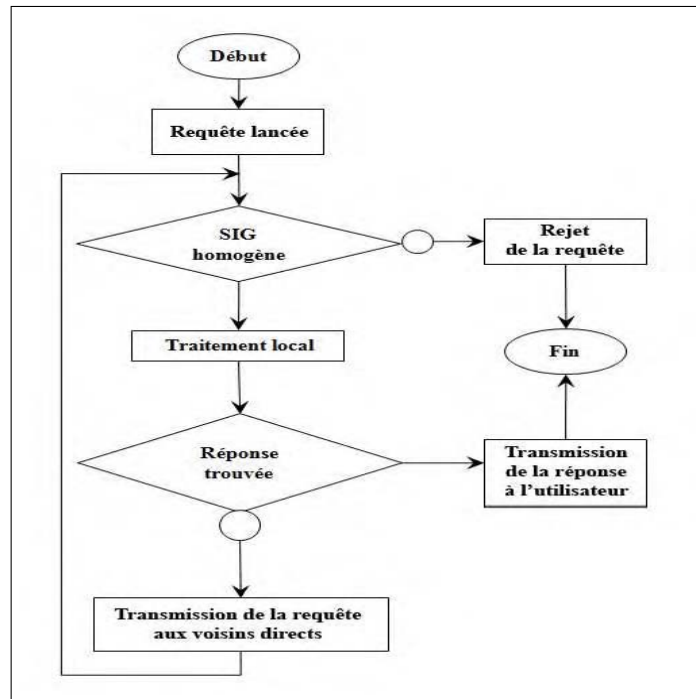 Début
Requête lancée
SIG
homogène
Rejet
de la requête
Traitement local
Fin
Réponse
trouvée
Transmission
de la réponse
à l’utilisateur
Transmission de la requête
aux voisins directs